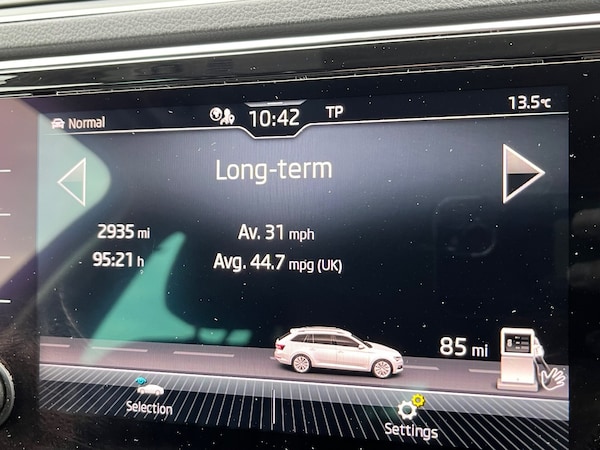 Normal
10:42
TP
13.5°C
Long-term
2935 mi
Av. 31 mph
95:21 h
Avg. 44.7 mpg (UK)
85 mi
Selection
Settings